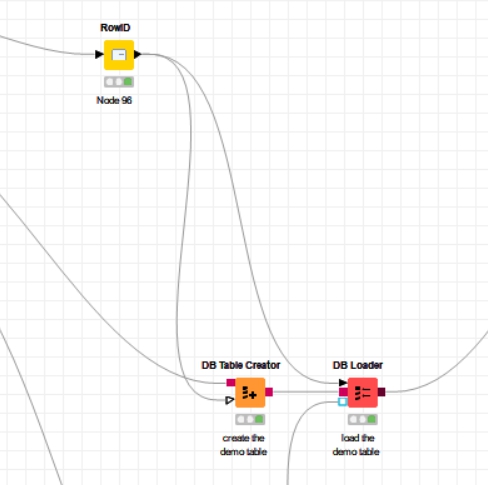 RowID
Node 96
DB Table Creator
DB Loader
create the
demo table
load the
demo table